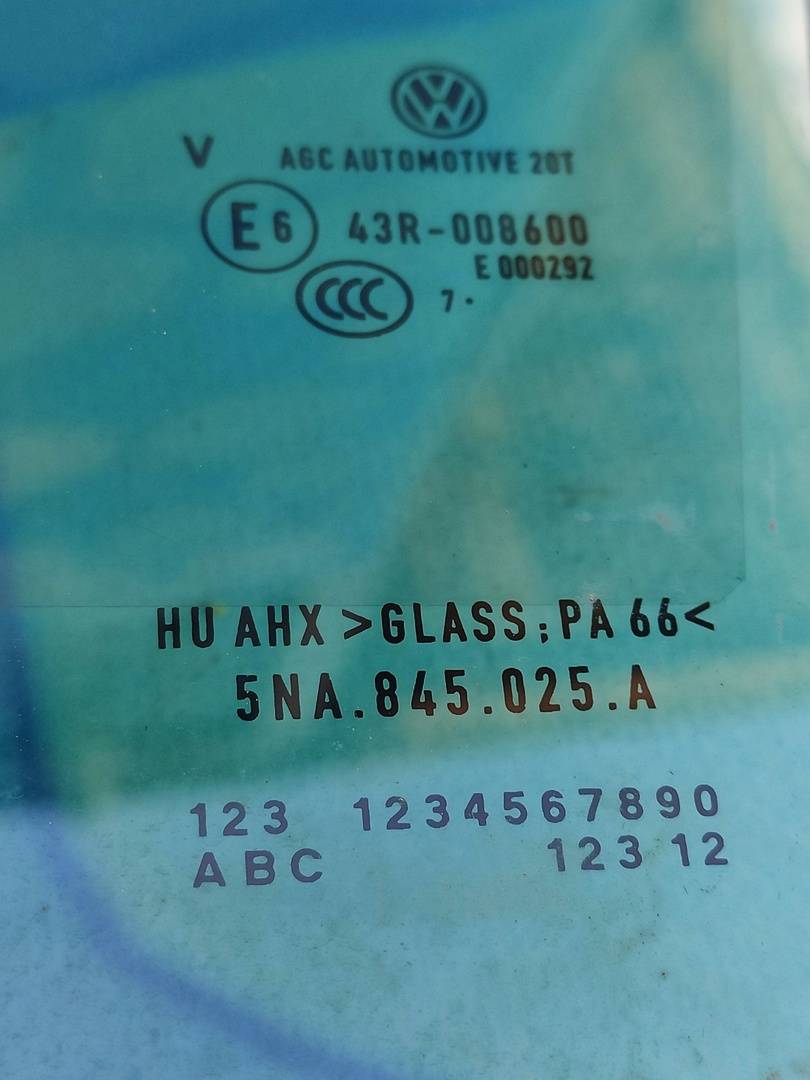 VW
V AGC AUTOMOTIVE 20T
E6 43R-008600
E 000292
CCC 7·
HU AHX >GLASS;PA 66<
5NA.845.025.A
123 1234567890
ABC 123 12